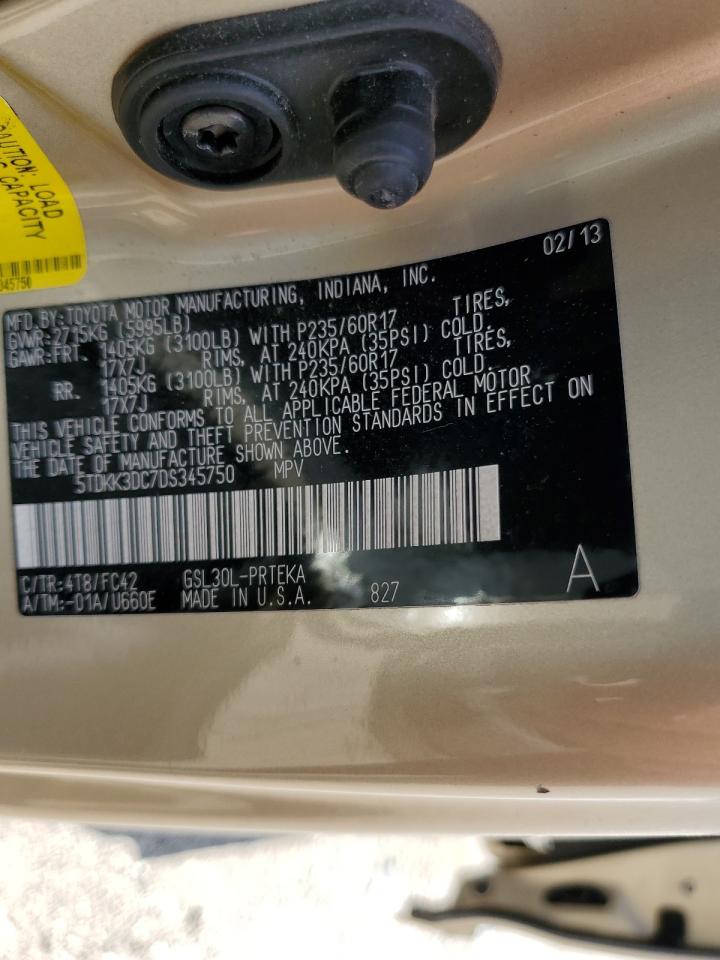 CAUTION: LOAD
CAPACITY
345750
02/13
MFD.BY:TOYOTA MOTOR MANUFACTURING, INDIANA, INC.
GVWR:2715KG (5995LB)
GAWR:FRT. 1405KG (3100LB) WITH P235/60R17 TIRES,
17X7J RIMS, AT 240KPA (35PSI) COLD.
RR. 1405KG (3100LB) WITH P235/60R17 TIRES,
17X7J RIMS, AT 240KPA (35PSI) COLD.
THIS VEHICLE CONFORMS TO ALL APPLICABLE FEDERAL MOTOR
VEHICLE SAFETY AND THEFT PREVENTION STANDARDS IN EFFECT ON
THE DATE OF MANUFACTURE SHOWN ABOVE.
5TDKK3DC7DS345750 MPV
C/TR:4T8/FC42 GSL30L-PRTEKA
A/TM:-01A/U660E MADE IN U.S.A. 827 A